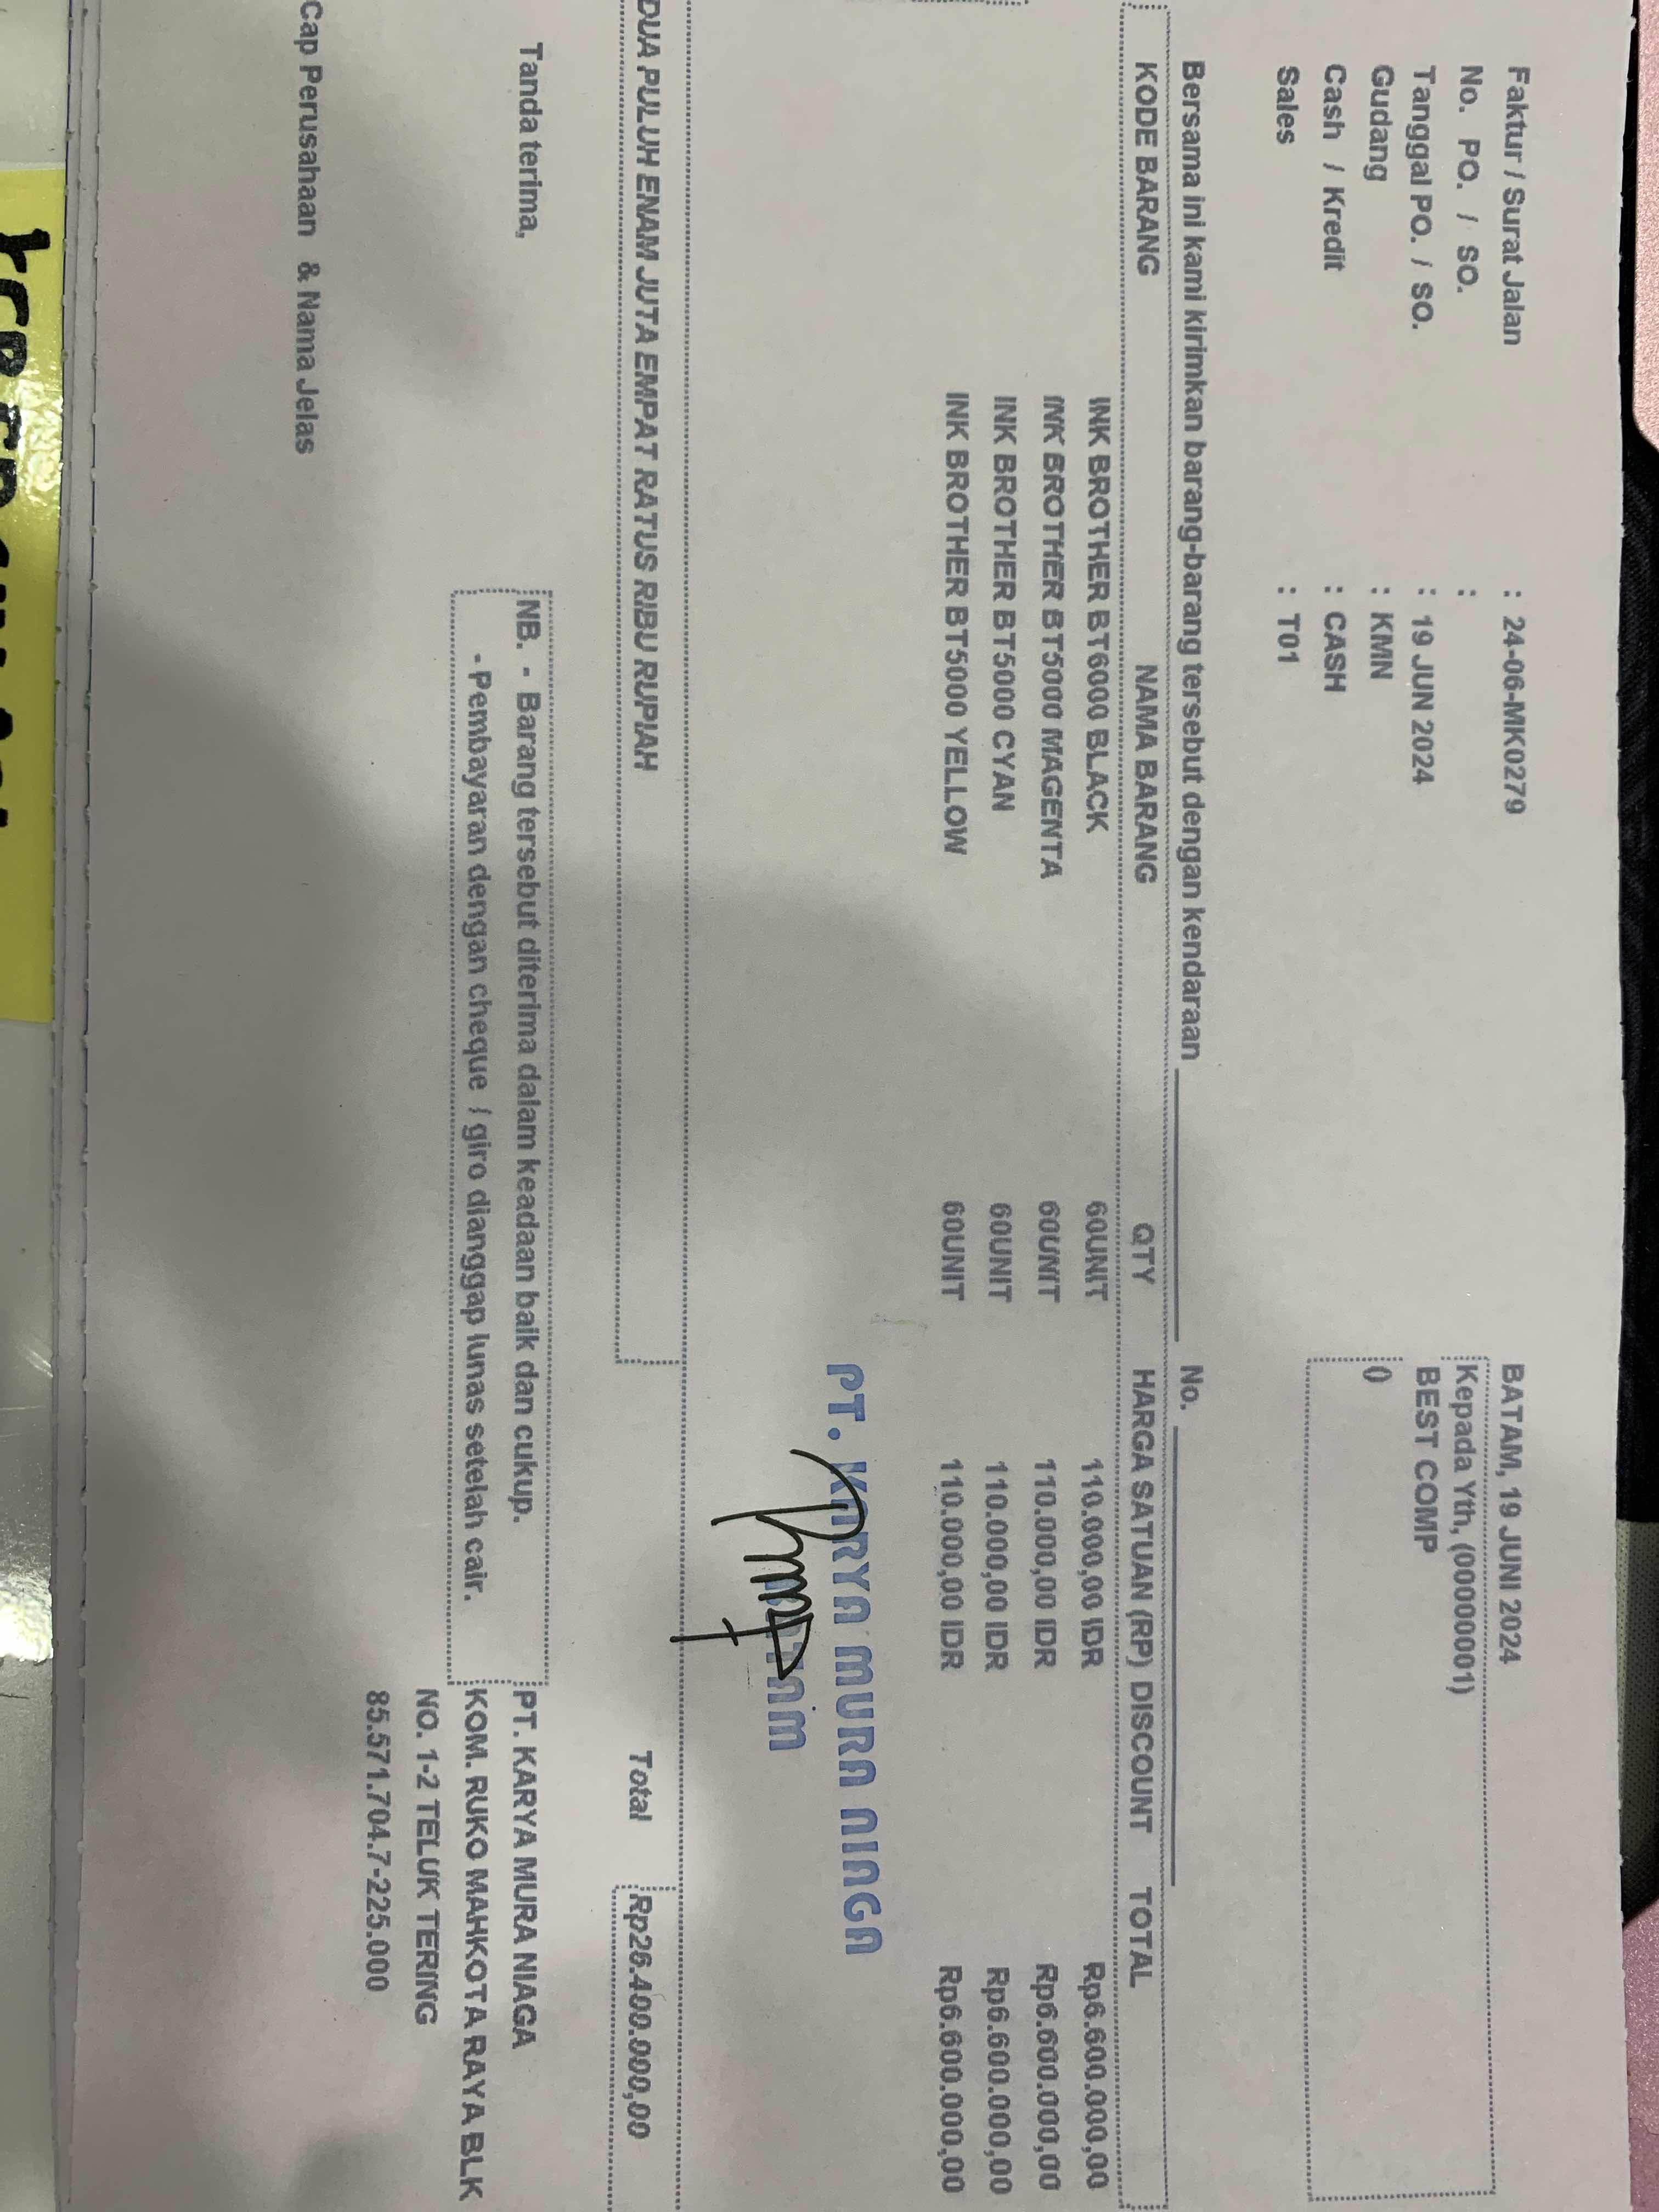 BATAM, 19 JUNI 2024
Faktur / Surat Jalan : 24-06-MK0279
Kepada Yth, (0000001)
No. PO. / SO. :
BEST COMP
Tanggal PO. / SO. : 19 JUN 2024
0
Gudang : KMN
Cash / Kredit : CASH
Sales : T01
Bersama ini kami kirimkan barang-barang tersebut dengan kendaraan No.
KODE BARANG NAMA BARANG QTY HARGA SATUAN (RP) DISCOUNT TOTAL
INK BROTHER BT6000 BLACK 60UNIT 110.000,00 IDR Rp6.600.000,00
INK BROTHER BT5000 MAGENTA 60UNIT 110.000,00 IDR Rp6.600.000,00
INK BROTHER BT5000 CYAN 60UNIT 110.000,00 IDR Rp6.600.000,00
INK BROTHER BT5000 YELLOW 60UNIT 110.000,00 IDR Rp6.600.000,00
PT. KARYA MURA NIAGA
DUA PULUH ENAM JUTA EMPAT RATUS RIBU RUPIAH
Total Rp26.400.000,00
Tanda terima,
NB. - Barang tersebut diterima dalam keadaan baik dan cukup.
- Pembayaran dengan cheque / giro dianggap lunas setelah cair.
PT. KARYA MURA NIAGA
KOM. RUKO MAHKOTA RAYA BLK
NO. 1-2 TELUK TERING
85.571.704.7-225.000
Cap Perusahaan & Nama Jelas